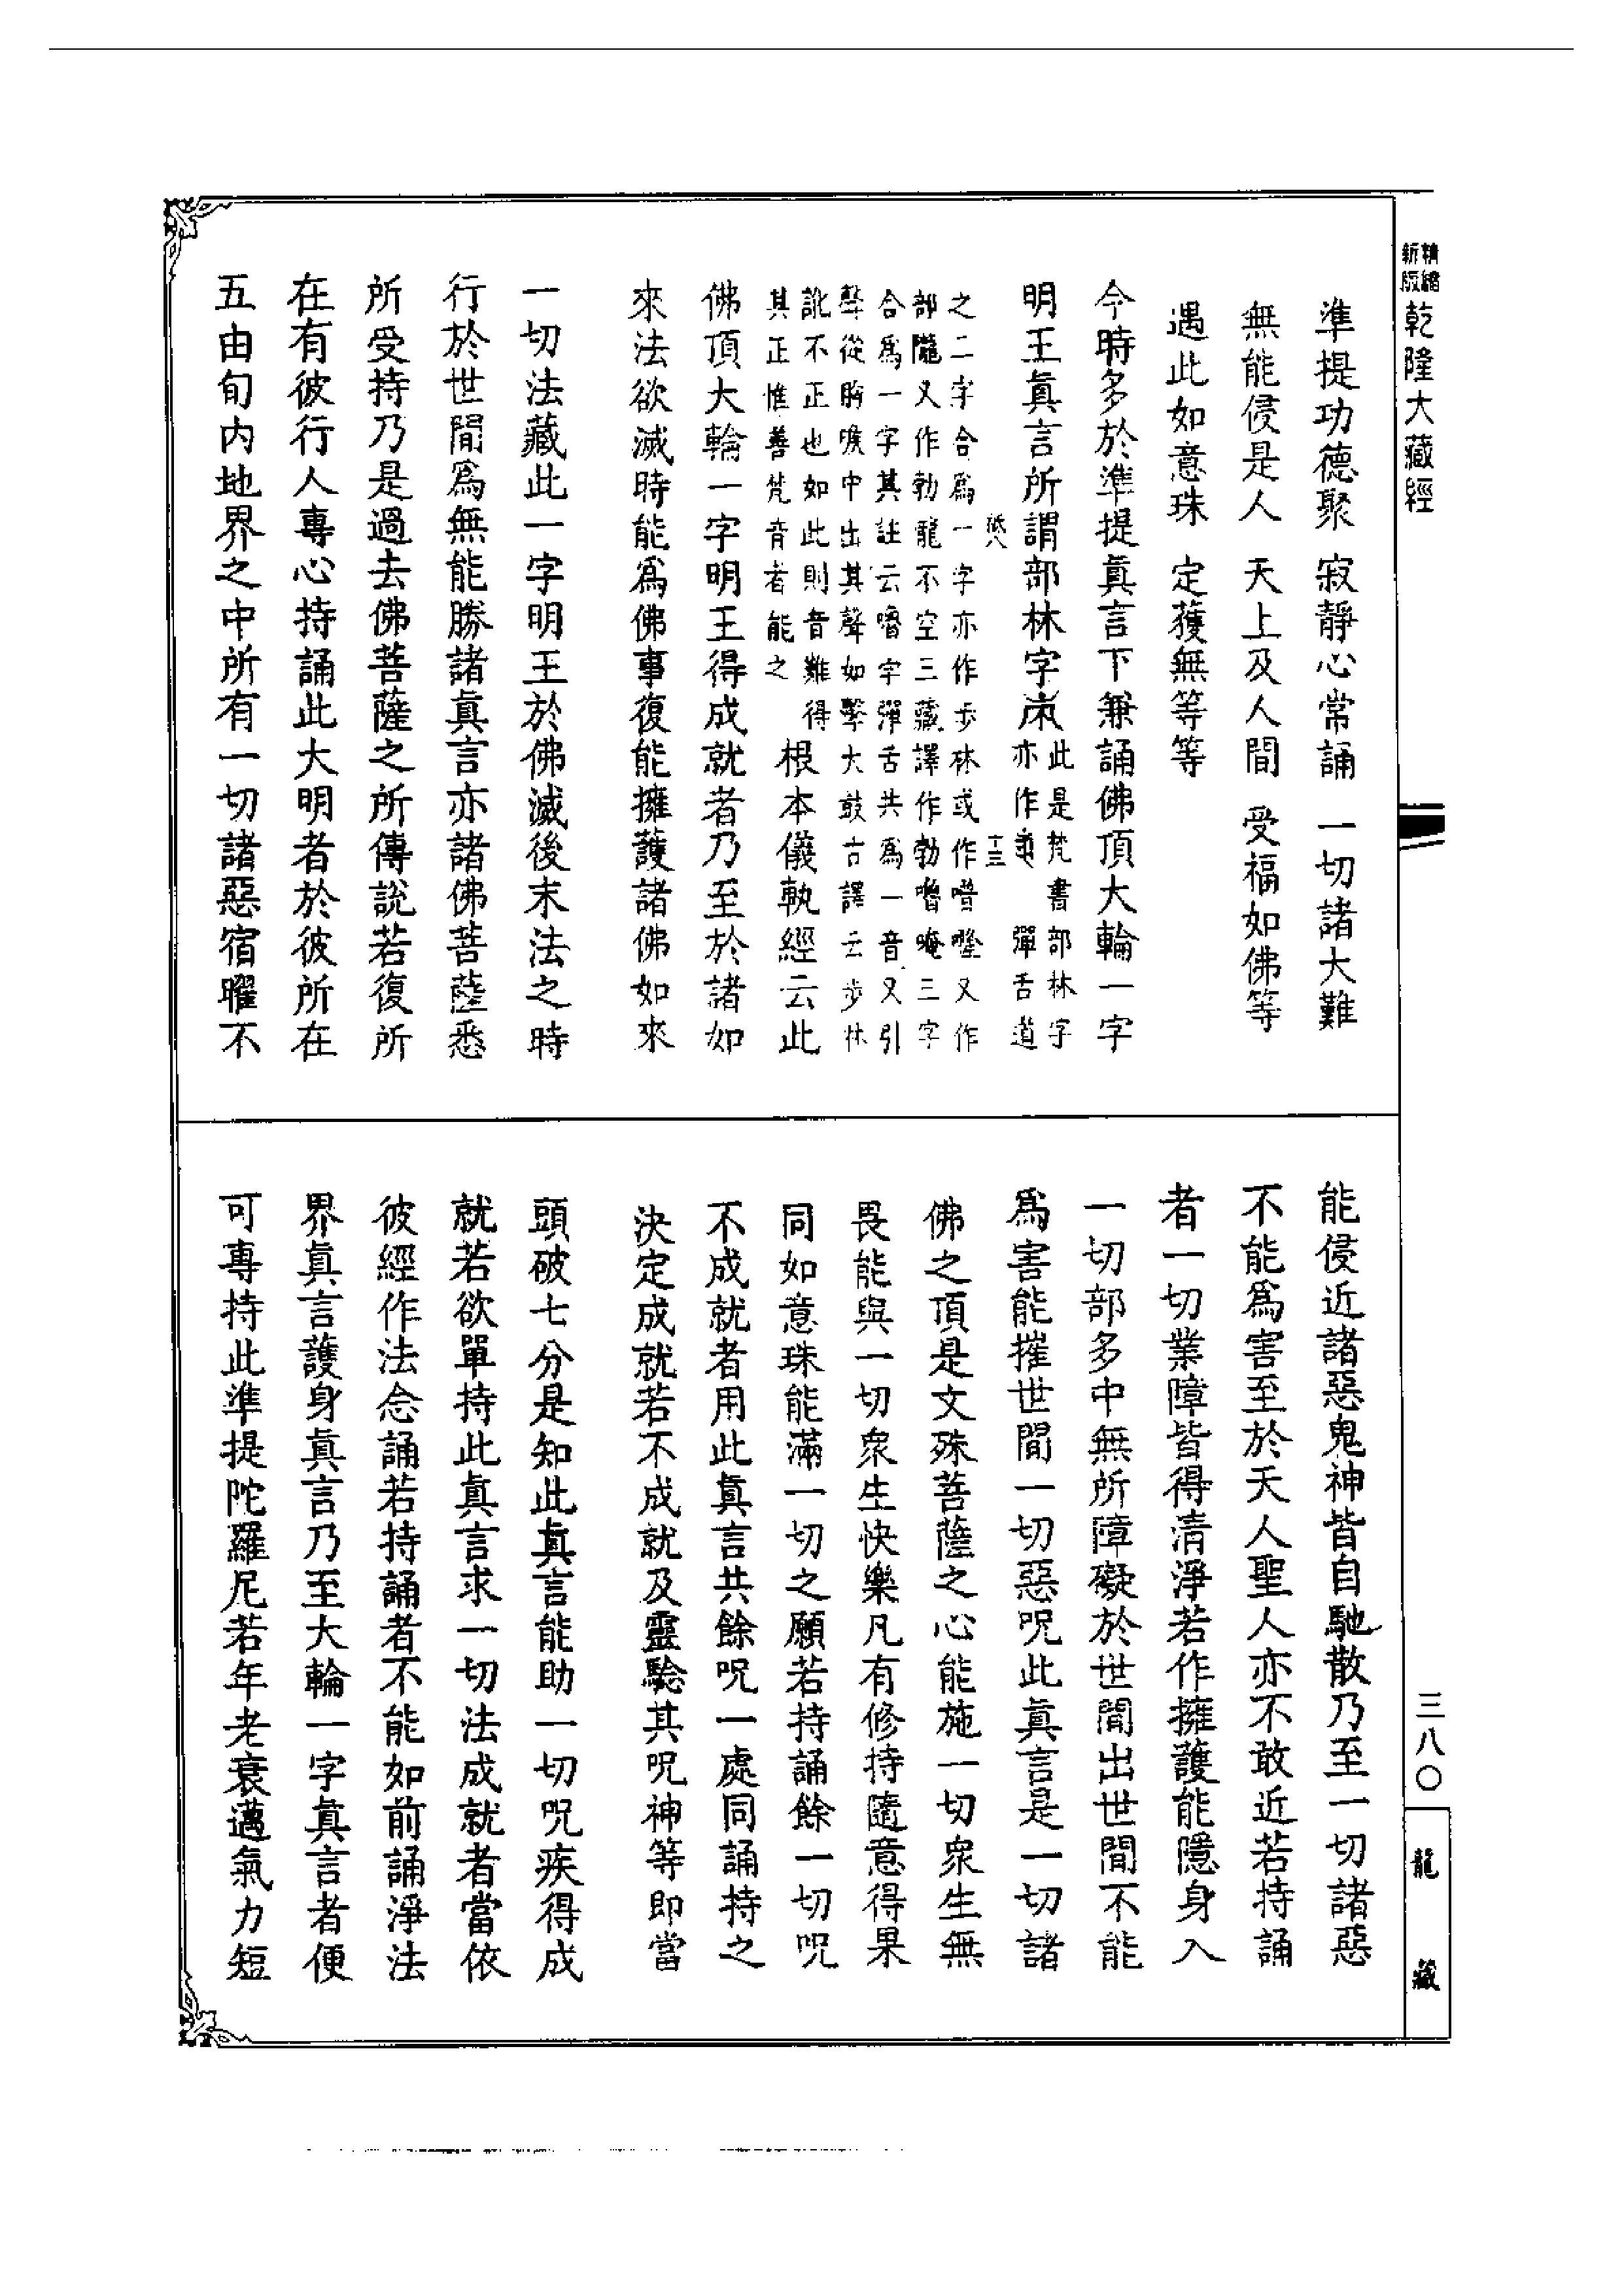 精縮
新版
乾隆大藏經
三八〇
龍藏
準提功德聚 寂靜心常誦 一切諸大難
無能侵是人 天上及人間 受福如佛等
遇此如意珠 定獲無等等
今時多於準提真言下兼誦佛頂大輪一字
明王真言所謂部林字
此是梵書部林字
亦作 彈舌道
之二字合為一字亦作步林或作 又作
部嚨又作勃龍不空三藏譯作勃嚕唵三字
合為一字其註云嚕字彈舌共為一音又引
聲從胸喉中出其聲如擊大鼓古譯云步林
訛不正也如此則音難得
其正惟善梵音者能之
根本儀軌經云此
佛頂大輪一字明王得成就者乃至於諸如
來法欲滅時能為佛事復能擁護諸佛如來
一切法藏此一字明王於佛滅後末法之時
行於世間為無能勝諸真言亦諸佛菩薩悉
所受持乃是過去佛菩薩之所傳說若復所
在有彼行人專心持誦此大明者於彼所在
五由旬內地界之中所有一切諸惡宿曜不
能侵近諸惡鬼神皆自馳散乃至一切諸惡
不能為害至於天人聖人亦不敢近若持誦
者一切業障皆得清淨若作擁護能隱身入
一切部多中無所障礙於世間出世間不能
為害能摧世間一切惡呪此真言是一切諸
佛之頂是文殊菩薩之心能施一切眾生無
畏能與一切眾生快樂凡有修持隨意得果
同如意珠能滿一切之願若持誦餘一切呪
不成就者用此真言共餘呪一處同誦持之
決定成就若不成就及靈驗其呪神等即當
頭破七分是知此真言能助一切呪疾得成
就若欲單持此真言求一切法成就者當依
彼經作法念誦若持誦者不能如前誦淨法
界真言護身真言乃至大輪一字真言者便
可專持此準提陀羅尼若年老衰邁氣力短